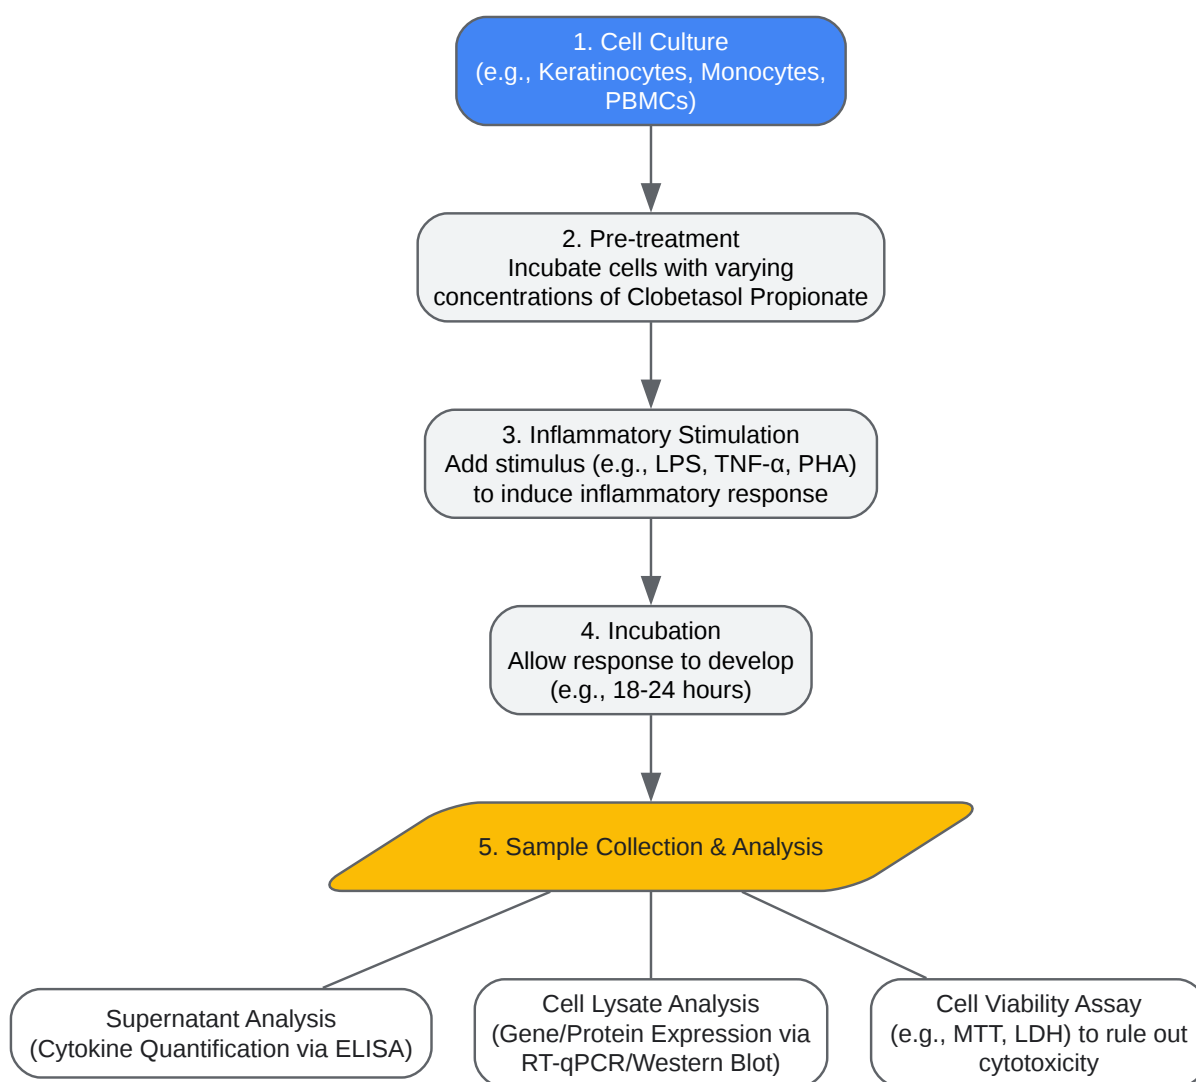 1. Cell Culture
(e.g., Keratinocytes, Monocytes,
PBMCs)
2. Pre-treatment
Incubate cells with varying
concentrations of Clobetasol Propionate
3. Inflammatory Stimulation
Add stimulus (e.g., LPS, TNF-α, PHA)
to induce inflammatory response
4. Incubation
Allow response to develop
(e.g., 18-24 hours)
5. Sample Collection & Analysis
Supernatant Analysis
(Cytokine Quantification via ELISA)
Cell Lysate Analysis
(Gene/Protein Expression via
RT-qPCR/Western Blot)
Cell Viability Assay
(e.g., MTT, LDH) to rule out
cytotoxicity